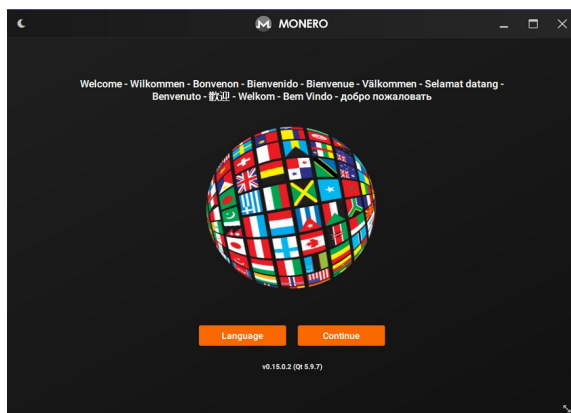 MONERO
Welcome - Wilkommen - Bonvenon - Bienvenido - Bienvenue - Välkommen - Selamat datang -
Benvenuto - 歡迎 - Welkom - Bem Vindo - добро пожаловать
Language
Continue
v0.15.0.2 (Qt 5.9.7)